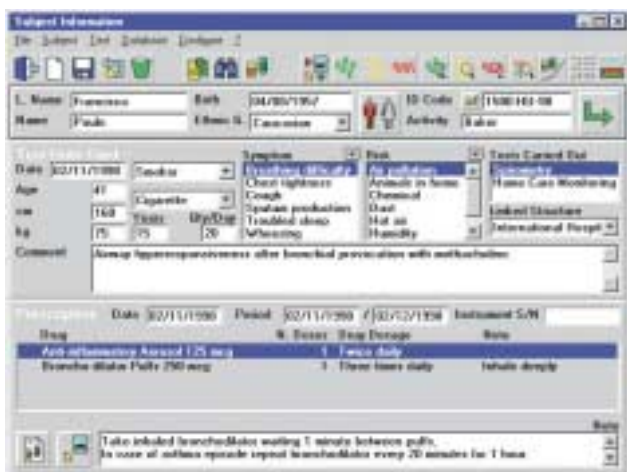 Subject Information
File Subject Test Database Configure ?
L. Name Francesco Birth 04/08/1957 ID Code
Name Paulo Ethnic G. Caucasian Activity Baker
Symptom Risk Tests Carried Out
Date 02/11/1998 Smoker Breathing difficulty Air pollution Spirometry
Age 41 Chest tightness Animals in home Home Care Monitoring
Cigarette Cough Chemical
cm 168 Years Qty/Day Sputum production Dust Linked Structure
kg 75 15 20 Troubled sleep Hot air International Hospit
Wheezing Humidity
Comment Airway hyperresponsiveness after bronchial provocation with methacholine
Prescription Date 02/11/1998 Period 02/11/1998 / 02/12/1998 Instrument S/N
Drug N. Doses Drug Dosage Note
Anti-inflammatory Aerosol 125 mcg 1 Twice daily
Broncho dilator Puffs 250 mcg Three times daily Inhale deeply
Note
Take inhaled bronchodilator waiting 1 minute between puffs.
In case of asthma episode repeat bronchodilator every 20 minutes for 1 hour